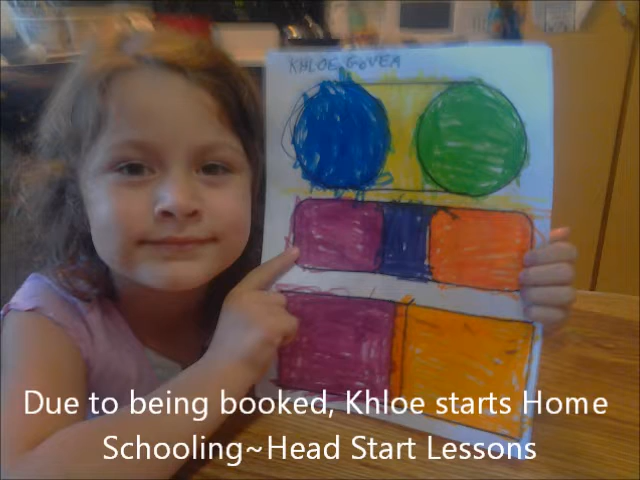 KHLOE GOVEA
Due to being booked, Khloe starts Home
Schooling~Head Start Lessons